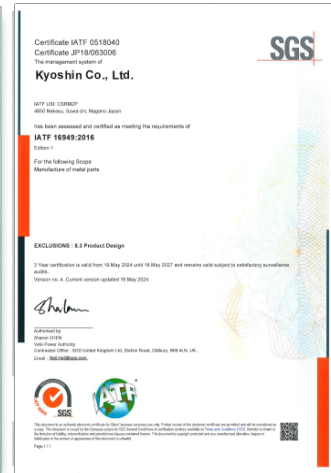 Certificate IATF 0518040
Certificate JP18/063006
The management system of
SGS
Kyoshin Co., Ltd.
IATF USI: CSRM2P
4650 Nakasu, Suwa-shi, Nagano Japan
has been assessed and certified as meeting the requirements of
IATF 16949:2016
Edition 1
For the following Scope
Manufacture of metal parts
EXCLUSIONS : 8.3 Product Design
3 Year certification is valid from 19 May 2024 until 18 May 2027 and remains valid subject to satisfactory surveillance
audits.
Version no. 4- Current version updated 19 May 2024
Authorised by
Sharon CHEN
Veto Power Authority
Contracted Office : SGS United Kingdom Ltd, Station Road, Oldbury, B69 4LN, UK.
SGS
IATF
Page 1 / 1